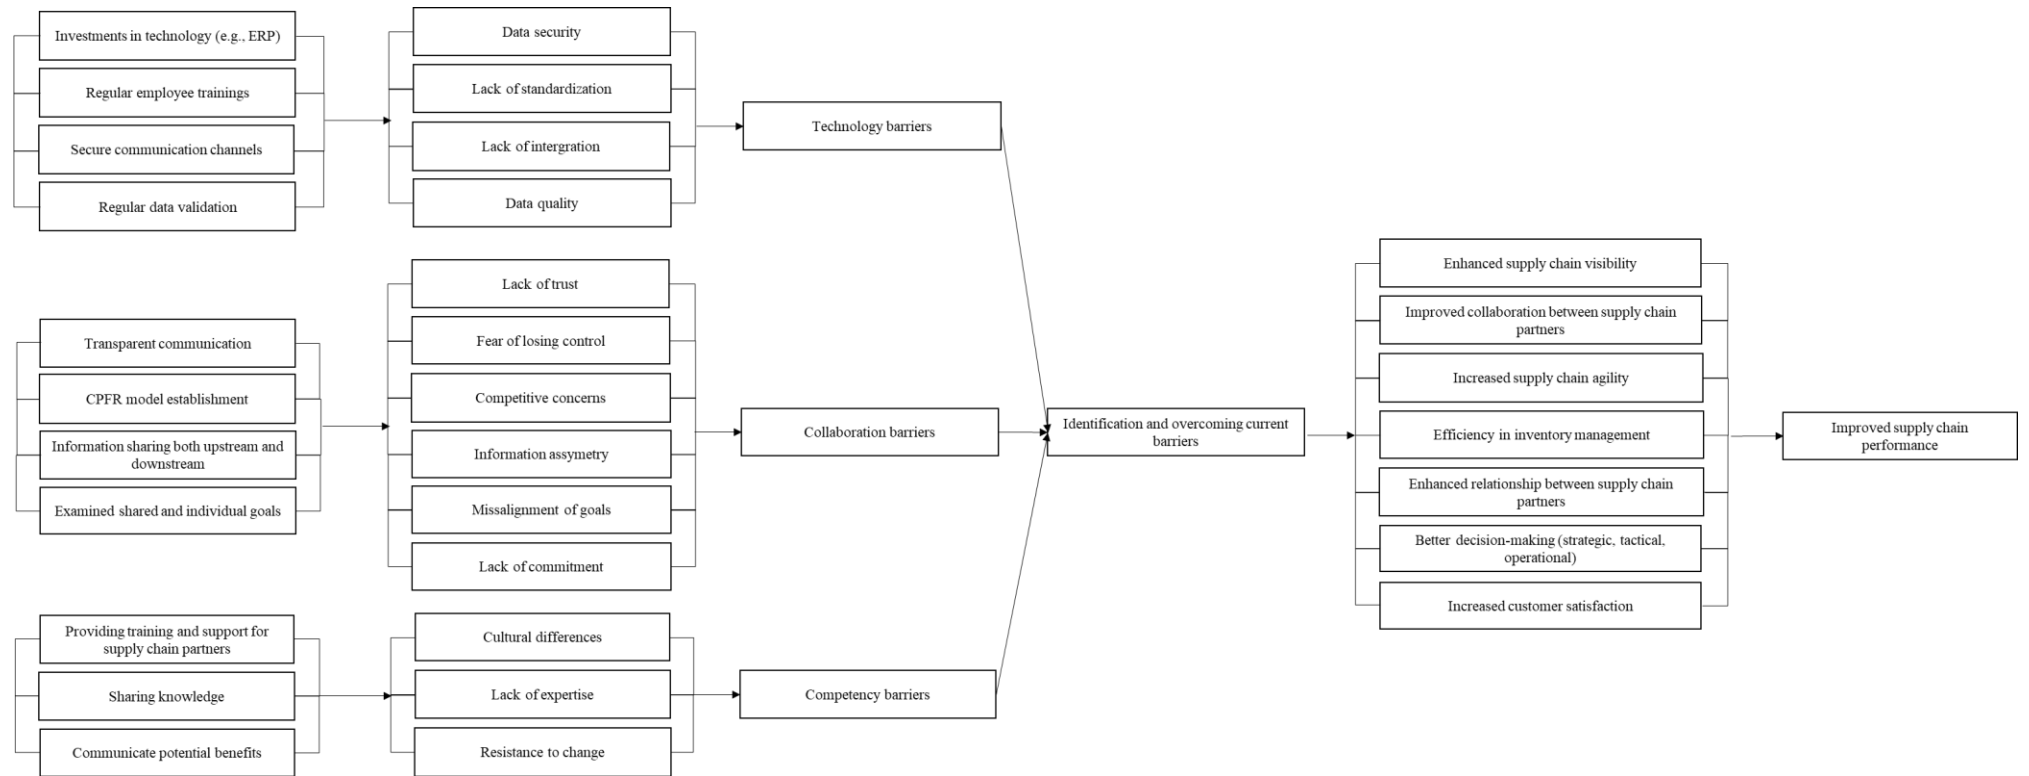 Investments in technology (e.g., ERP)
Regular employee trainings
Secure communication channels
Regular data validation
Data security
Lack of standardization
Lack of intergration
Data quality
Technology barriers
Transparent communication
CPFR model establishment
Information sharing both upstream and
downstream
Examined shared and individual goals
Lack of trust
Fear of losing control
Competitive concerns
Information assymetry
Missalignment of goals
Lack of commitment
Collaboration barriers
Providing training and support for
supply chain partners
Sharing knowledge
Communicate potential benefits
Cultural differences
Lack of expertise
Resistance to change
Competency barriers
Identification and overcoming current
barriers
Enhanced supply chain visibility
Improved collaboration between supply chain
partners
Increased supply chain agility
Efficiency in inventory management
Enhanced relationship between supply chain
partners
Better decision-making (strategic, tactical,
operational)
Increased customer satisfaction
Improved supply chain
performance